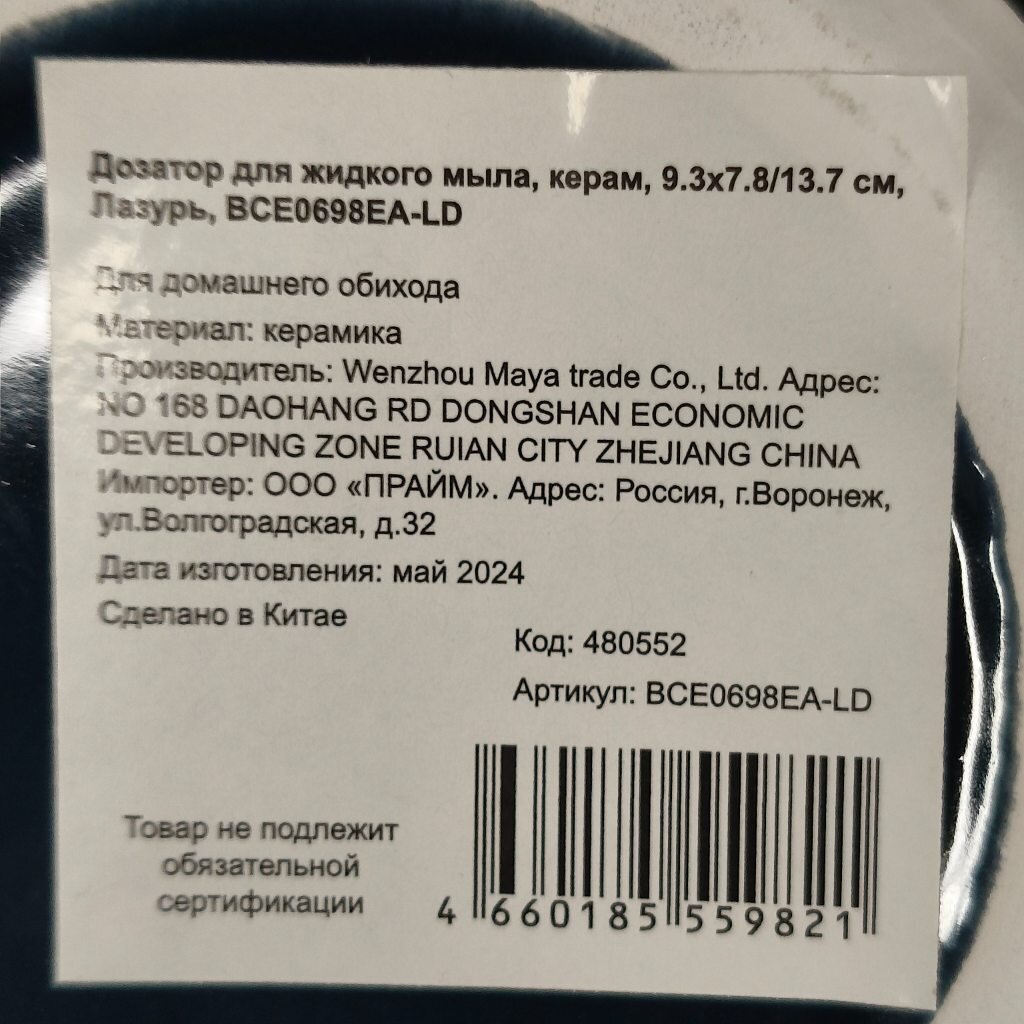 Дозатор для жидкого мыла, керам, 9.3x7.8/13.7 см,
Лазурь, BCE0698EA-LD
Для домашнего обихода
Материал: керамика
Производитель: Wenzhou Maya trade Co., Ltd. Адрес:
NO 168 DAOHANG RD DONGSHAN ECONOMIC
DEVELOPING ZONE RUIAN CITY ZHEJIANG CHINA
Импортер: ООО «ПРАЙМ». Адрес: Россия, г.Воронеж,
ул.Волгоградская, д.32
Дата изготовления: май 2024
Сделано в Китае
Код: 480552
Артикул: BCE0698EA-LD
Товар не подлежит
обязательной
сертификации
4 660185 559821